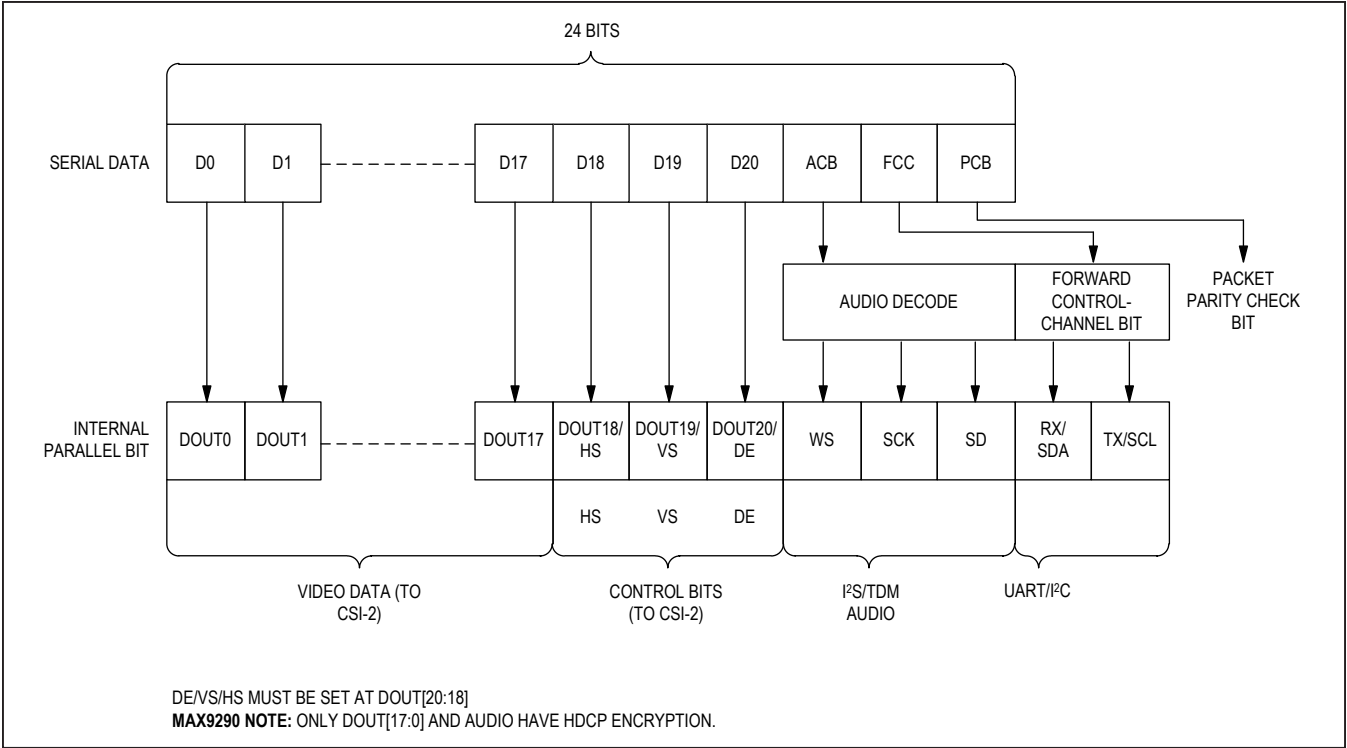 24 BITS
SERIAL DATA
D0
D1
D17
D18
D19
D20
ACB
FCC
PCB
AUDIO DECODE
FORWARD
CONTROL-
CHANNEL BIT
PACKET
PARITY CHECK
BIT
INTERNAL
PARALLEL BIT
DOUT0
DOUT1
DOUT17
DOUT18/
HS
DOUT19/
VS
DOUT20/
DE
WS
SCK
SD
RX/
SDA
TX/SCL
HS
VS
DE
VIDEO DATA (TO
CSI-2)
CONTROL BITS
(TO CSI-2)
I²S/TDM
AUDIO
UART/I²C
DE/VS/HS MUST BE SET AT DOUT[20:18]
MAX9290 NOTE: ONLY DOUT[17:0] AND AUDIO HAVE HDCP ENCRYPTION.